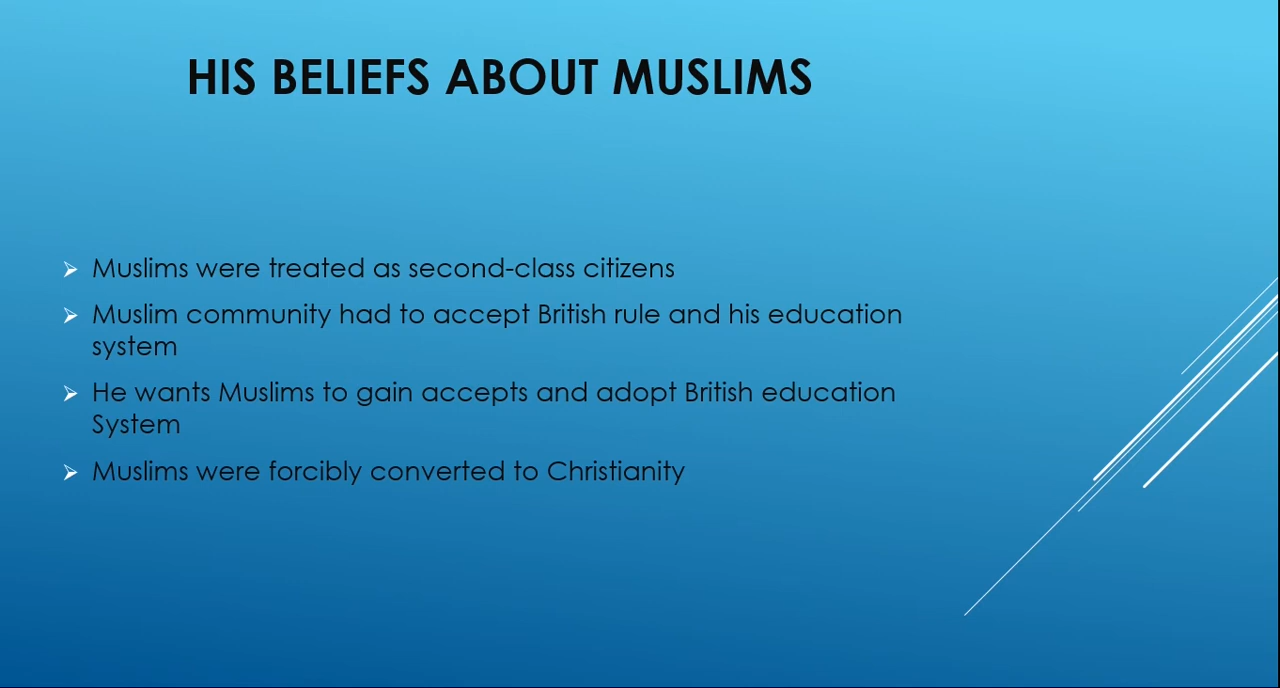 HIS BELIEFS ABOUT MUSLIMS
Muslims were treated as second-class citizens
Muslim community had to accept British rule and his education
system
He wants Muslims to gain accepts and adopt British education
System
Muslims were forcibly converted to Christianity